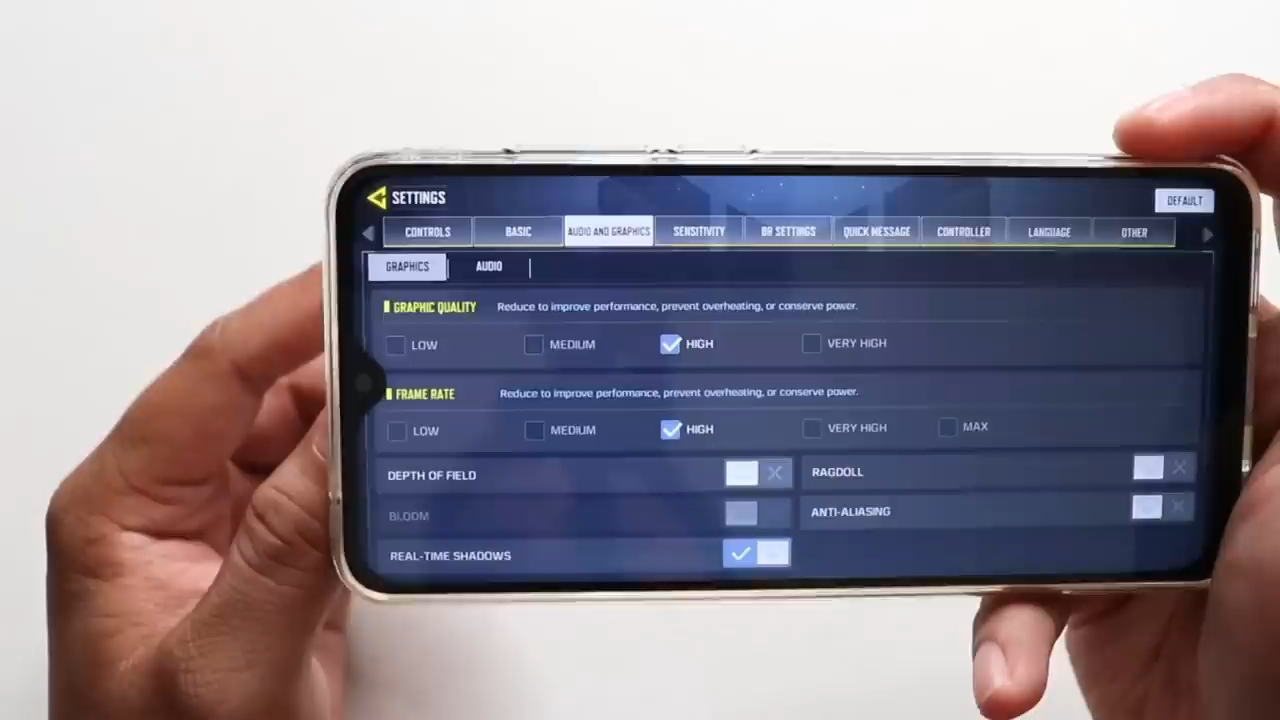 SETTINGS
DEFAULT
CONTROLS BASIC AUDIO AND GRAPHICS SENSITIVITY BR SETTINGS QUICK MESSAGE CONTROLLER LANGUAGE OTHER
GRAPHICS AUDIO
GRAPHIC QUALITY Reduce to improve performance, prevent overheating, or conserve power.
LOW MEDIUM HIGH VERY HIGH
FRAME RATE Reduce to improve performance, prevent overheating, or conserve power.
LOW MEDIUM HIGH VERY HIGH MAX
DEPTH OF FIELD RAGDOLL
BLOOM ANTI-ALIASING
REAL-TIME SHADOWS